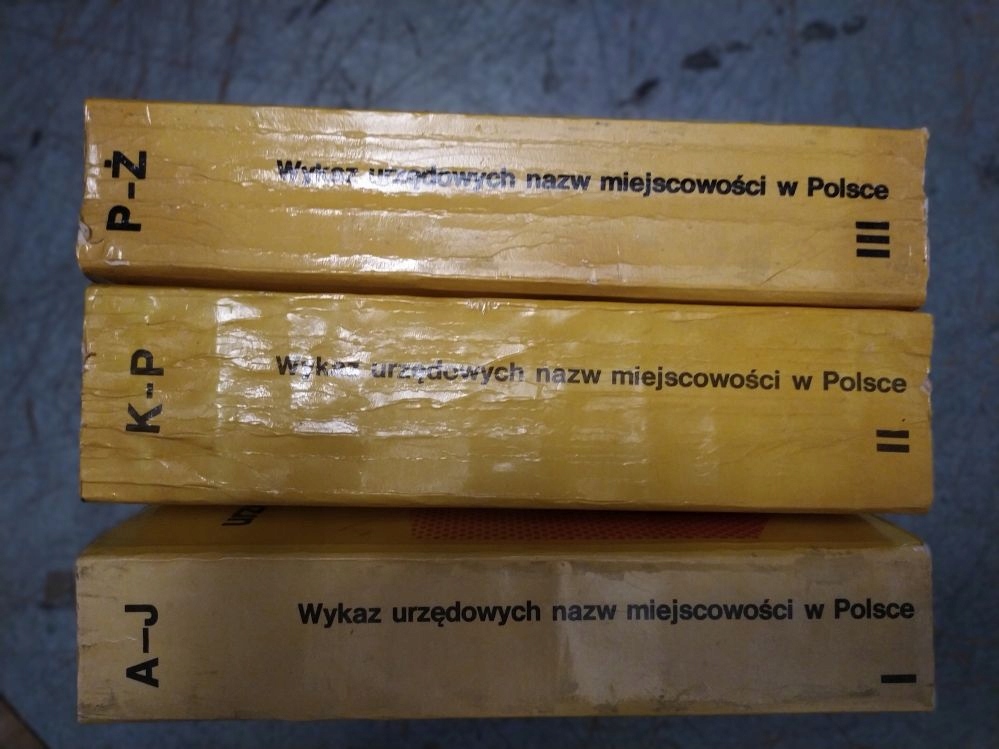 P–Ż
Wykaz urzędowych nazw miejscowości w Polsce
III
K–P
Wykaz urzędowych nazw miejscowości w Polsce
II
A–J
Wykaz urzędowych nazw miejscowości w Polsce
I